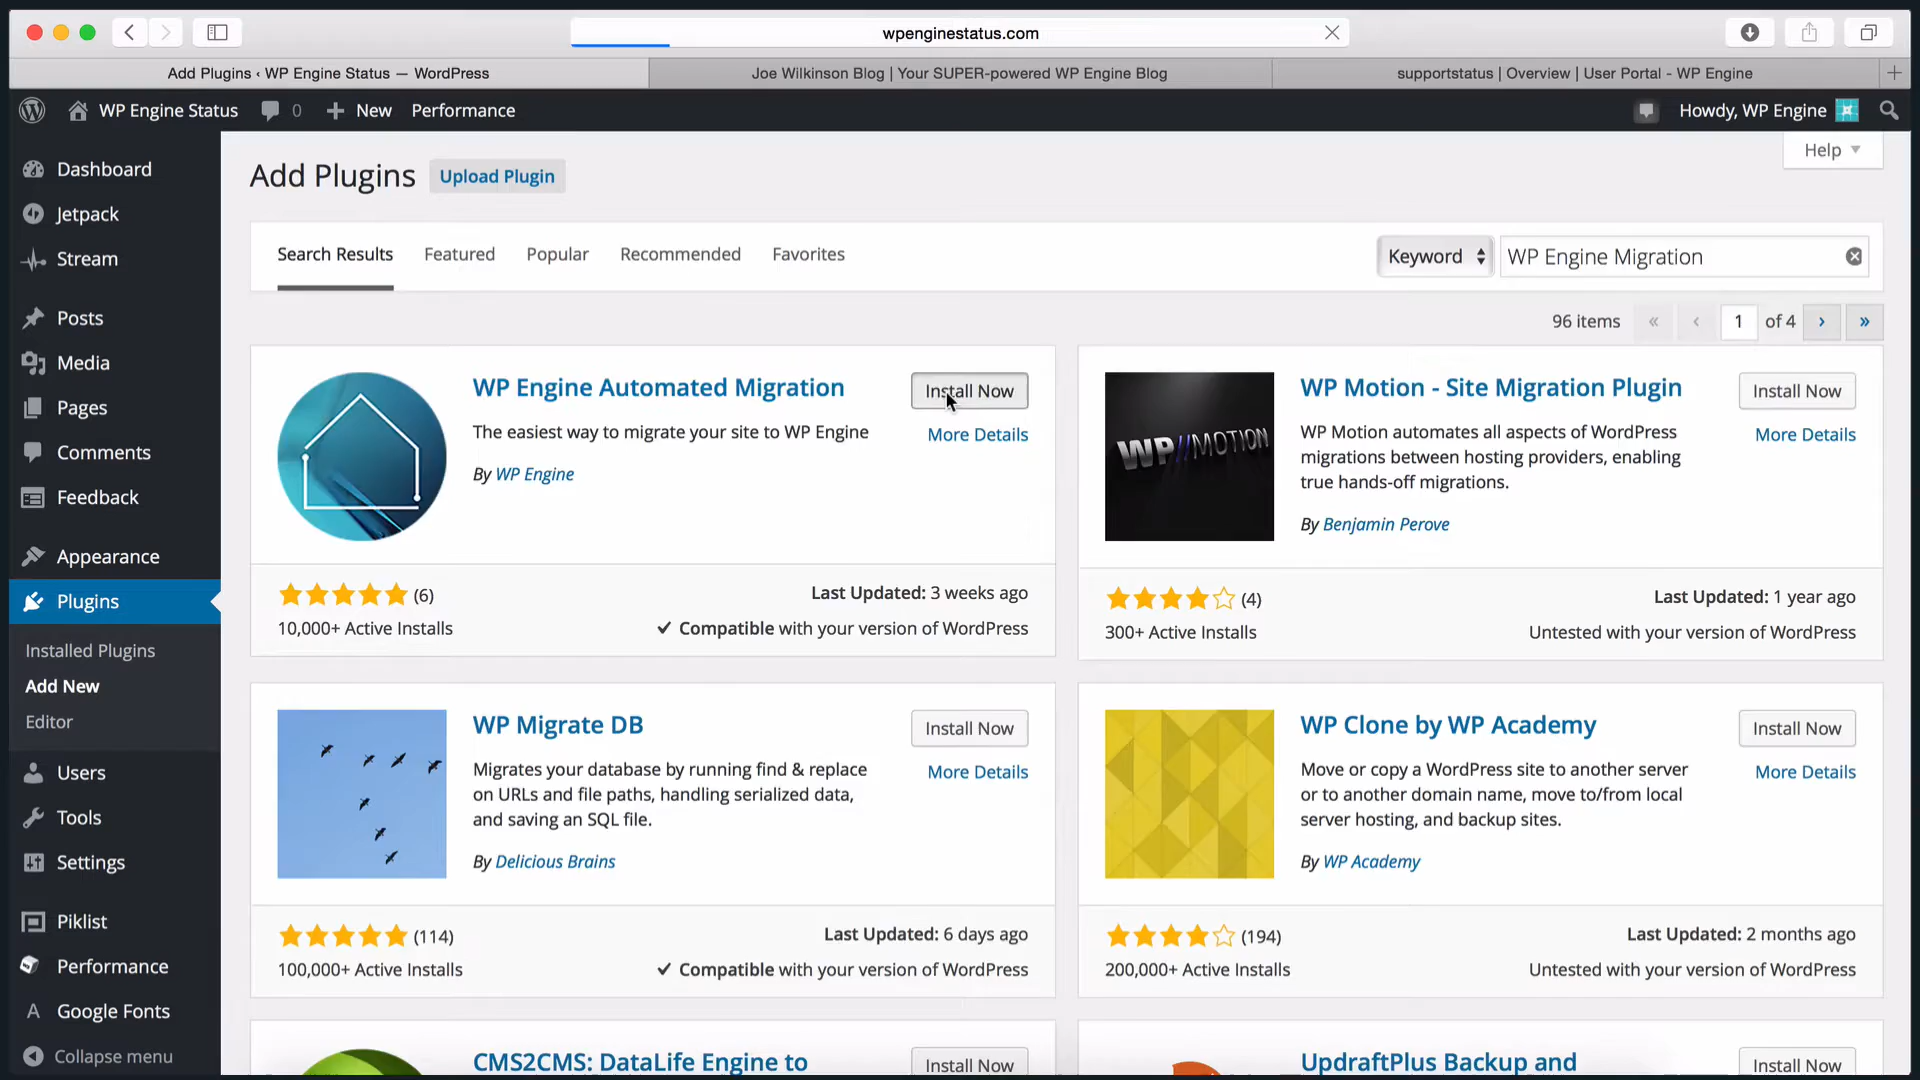 wpenginestatus.com
Add Plugins ‹ WP Engine Status — WordPress
Joe Wilkinson Blog | Your SUPER-powered WP Engine Blog
supportstatus | Overview | User Portal - WP Engine
WP Engine Status
0
New
Performance
Howdy, WP Engine
Dashboard
Jetpack
Stream
Posts
Media
Pages
Comments
Feedback
Appearance
Plugins
Installed Plugins
Add New
Editor
Users
Tools
Settings
Piklist
Performance
Google Fonts
Collapse menu
Help
Add Plugins
Upload Plugin
Search Results
Featured
Popular
Recommended
Favorites
Keyword
WP Engine Migration
96 items « ‹ 1 of 4 › »
WP Engine Automated Migration
Install Now
The easiest way to migrate your site to WP Engine
More Details
By WP Engine
(6)
Last Updated: 3 weeks ago
10,000+ Active Installs
✓ Compatible with your version of WordPress
WP//MOTION
WP Motion - Site Migration Plugin
Install Now
WP Motion automates all aspects of WordPress
More Details
migrations between hosting providers, enabling
true hands-off migrations.
By Benjamin Perove
(4)
Last Updated: 1 year ago
300+ Active Installs
Untested with your version of WordPress
WP Migrate DB
Install Now
Migrates your database by running find & replace
More Details
on URLs and file paths, handling serialized data,
and saving an SQL file.
By Delicious Brains
(114)
Last Updated: 6 days ago
100,000+ Active Installs
✓ Compatible with your version of WordPress
WP Clone by WP Academy
Install Now
Move or copy a WordPress site to another server
More Details
or to another domain name, move to/from local
server hosting, and backup sites.
By WP Academy
(194)
Last Updated: 2 months ago
200,000+ Active Installs
Untested with your version of WordPress
CMS2CMS: DataLife Engine to
Install Now
UpdraftPlus Backup and
Install Now